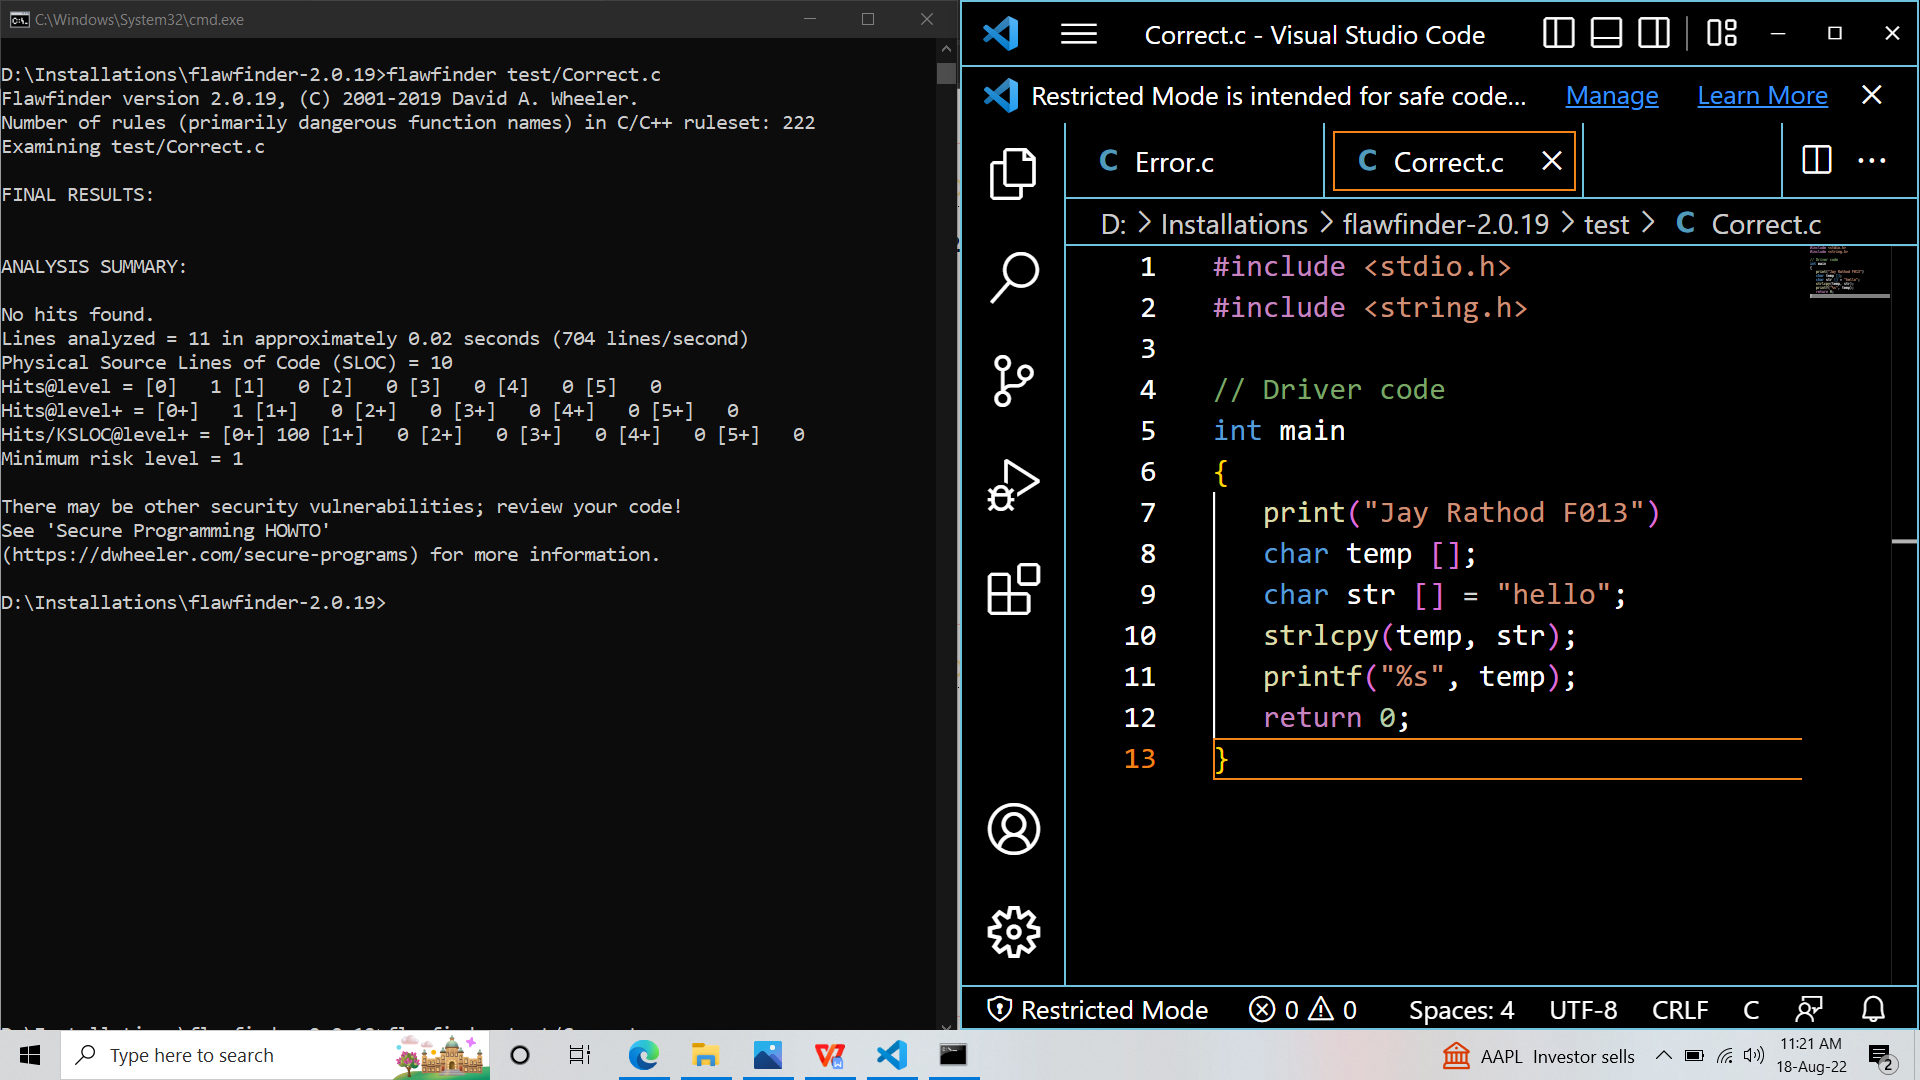 C:\Windows\System32\cmd.exe
D:\Installations\flawfinder-2.0.19>flawfinder test/Correct.c
Flawfinder version 2.0.19, (C) 2001-2019 David A. Wheeler.
Number of rules (primarily dangerous function names) in C/C++ ruleset: 222
Examining test/Correct.c
FINAL RESULTS:
ANALYSIS SUMMARY:
No hits found.
Lines analyzed = 11 in approximately 0.02 seconds (704 lines/second)
Physical Source Lines of Code (SLOC) = 10
Hits@level = [0]   1 [1]   0 [2]   0 [3]   0 [4]   0 [5]   0
Hits@level+ = [0+]   1 [1+]   0 [2+]   0 [3+]   0 [4+]   0 [5+]   0
Hits/KSLOC@level+ = [0+] 100 [1+]   0 [2+]   0 [3+]   0 [4+]   0 [5+]   0
Minimum risk level = 1
There may be other security vulnerabilities; review your code!
See 'Secure Programming HOWTO'
(https://dwheeler.com/secure-programs) for more information.
D:\Installations\flawfinder-2.0.19>
Correct.c - Visual Studio Code
Restricted Mode is intended for safe code... Manage Learn More
Error.c Correct.c
D: > Installations > flawfinder-2.0.19 > test > C Correct.c
1 #include <stdio.h>
2 #include <string.h>
3
4 // Driver code
5 int main
6 {
7 print("Jay Rathod F013")
8 char temp [];
9 char str [] = "hello";
10 strlcpy(temp, str);
11 printf("%s", temp);
12 return 0;
13 }
Restricted Mode 0 0 Spaces: 4 UTF-8 CRLF C
Type here to search
AAPL Investor sells
11:21 AM
18-Aug-22
2